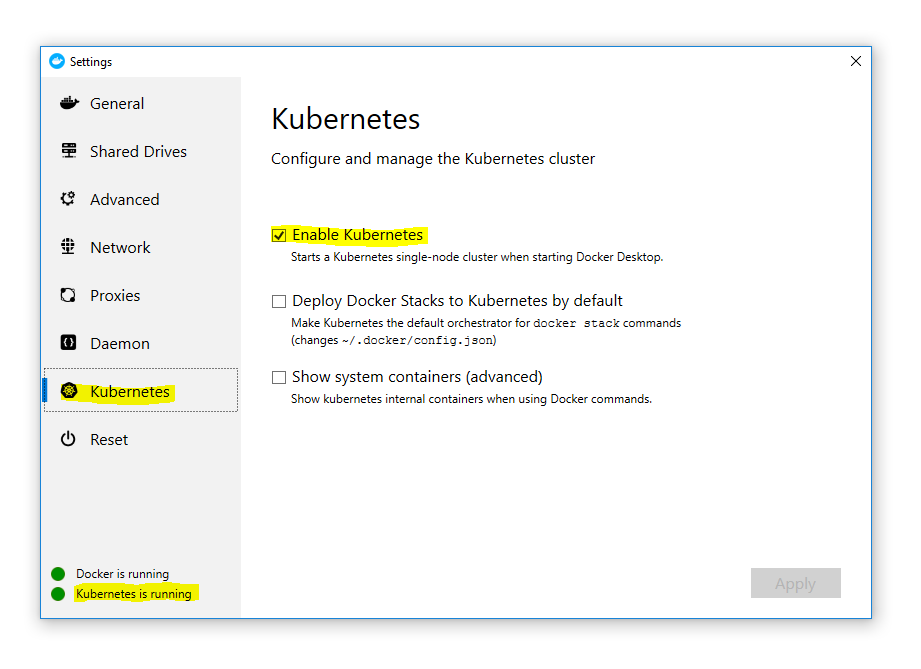 Settings
General
Shared Drives
Advanced
Network
Proxies
Daemon
Kubernetes
Reset
Docker is running
Kubernetes is running
Kubernetes
Configure and manage the Kubernetes cluster
Enable Kubernetes
Starts a Kubernetes single-node cluster when starting Docker Desktop.
Deploy Docker Stacks to Kubernetes by default
Make Kubernetes the default orchestrator for docker stack commands
(changes ~/.docker/config.json)
Show system containers (advanced)
Show kubernetes internal containers when using Docker commands.
Apply